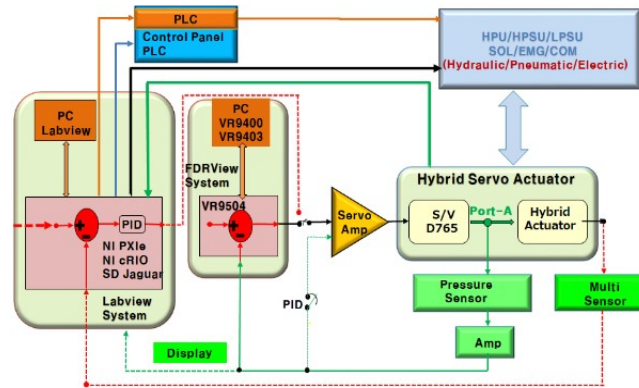 PLC
Control Panel
PLC
HPU/HPSU/LPSU
SOL/EMG/COM
(Hydraulic/Pneumatic/Electric)
PC
Labview
PC
VR9400
VR9403
FDRView
System
VR9504
PID
NI PXIe
NI cRIO
SD Jaguar
Labview
System
Servo
Amp
Hybrid Servo Actuator
S/V
D765
Port-A
Hybrid
Actuator
PID
Pressure
Sensor
Multi
Sensor
Display
Amp